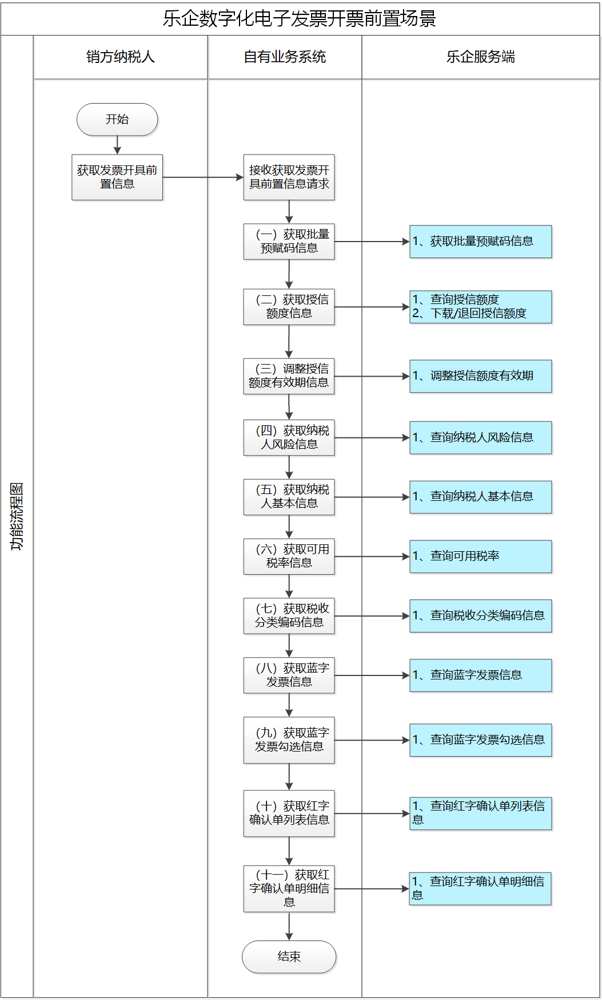 乐企数字化电子发票开票前置场景
销方纳税人
自有业务系统
乐企服务端
功能流程图
开始
获取发票开具前
置信息
接收获取发票开
具前置信息请求
（一）获取批量
预赋码信息
1、获取批量预赋码信息
（二）获取授信
额度信息
1、查询授信额度
2、下载/退回授信额度
（三）调整授信
额度有效期信息
1、调整授信额度有效期
（四）获取纳税
人风险信息
1、查询纳税人风险信息
（五）获取纳税
人基本信息
1、查询纳税人基本信息
（六）获取可用
税率信息
1、查询可用税率
（七）获取税收
分类编码信息
1、查询税收分类编码信息
（八）获取蓝字
发票信息
1、查询蓝字发票信息
（九）获取蓝字
发票勾选信息
1、查询蓝字发票勾选信息
（十）获取红字
确认单列表信息
1、查询红字确认单列表信
息
（十一）获取红
字确认单明细信
息
1、查询红字确认单明细信
息
结束